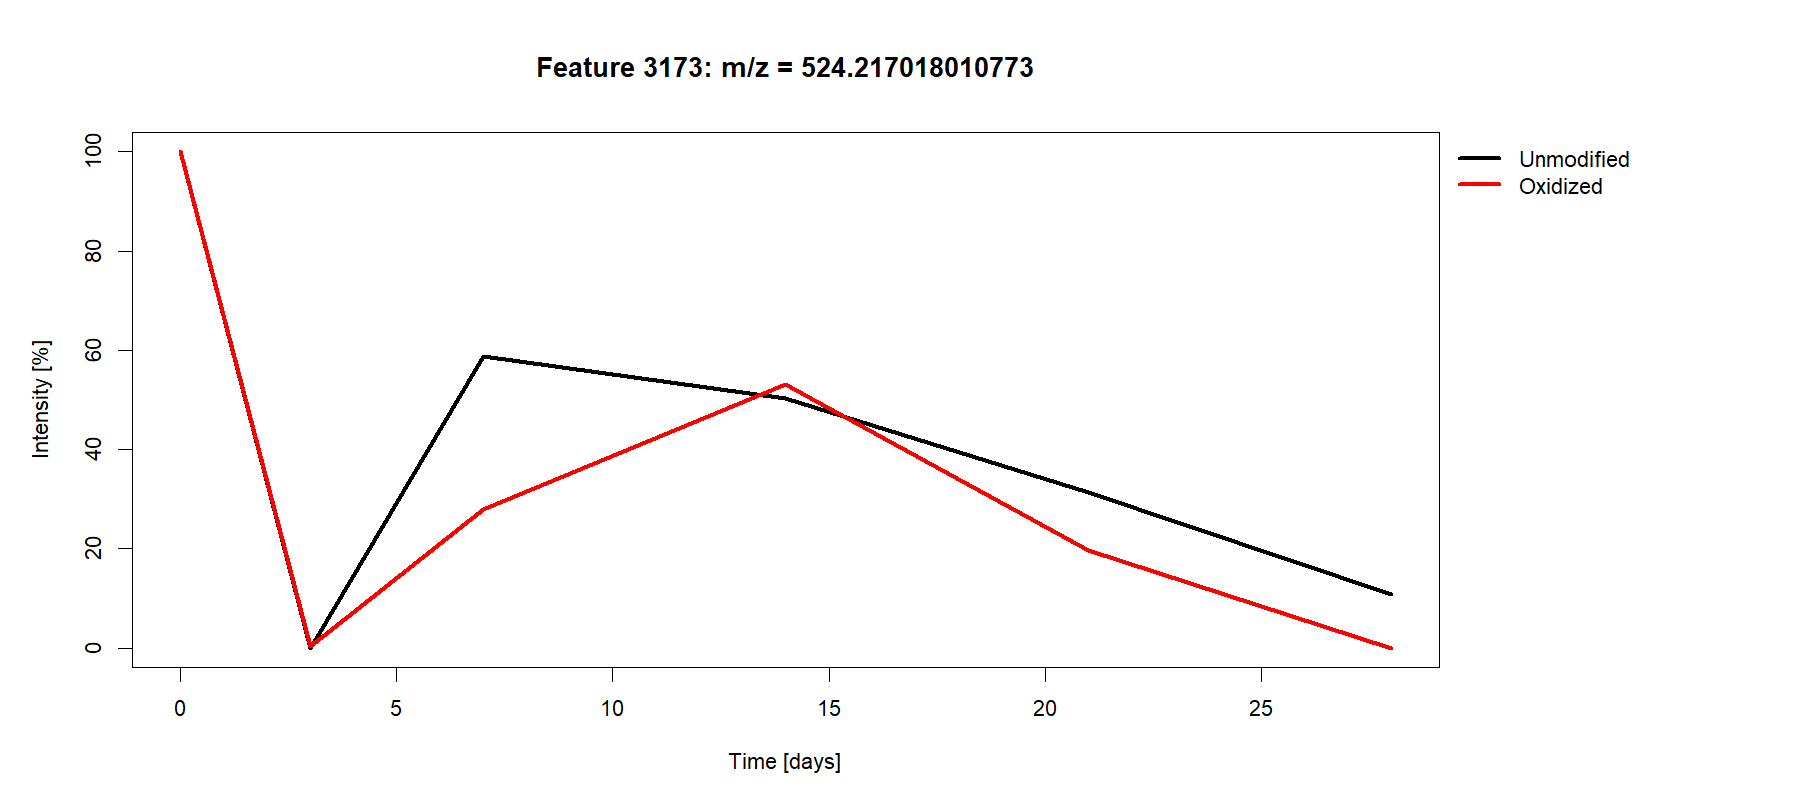 Feature 3173: m/z = 524.217018010773
Unmodified
Oxidized
Intensity [%]
100
80
60
40
20
0
0 5 10 15 20 25
Time [days]